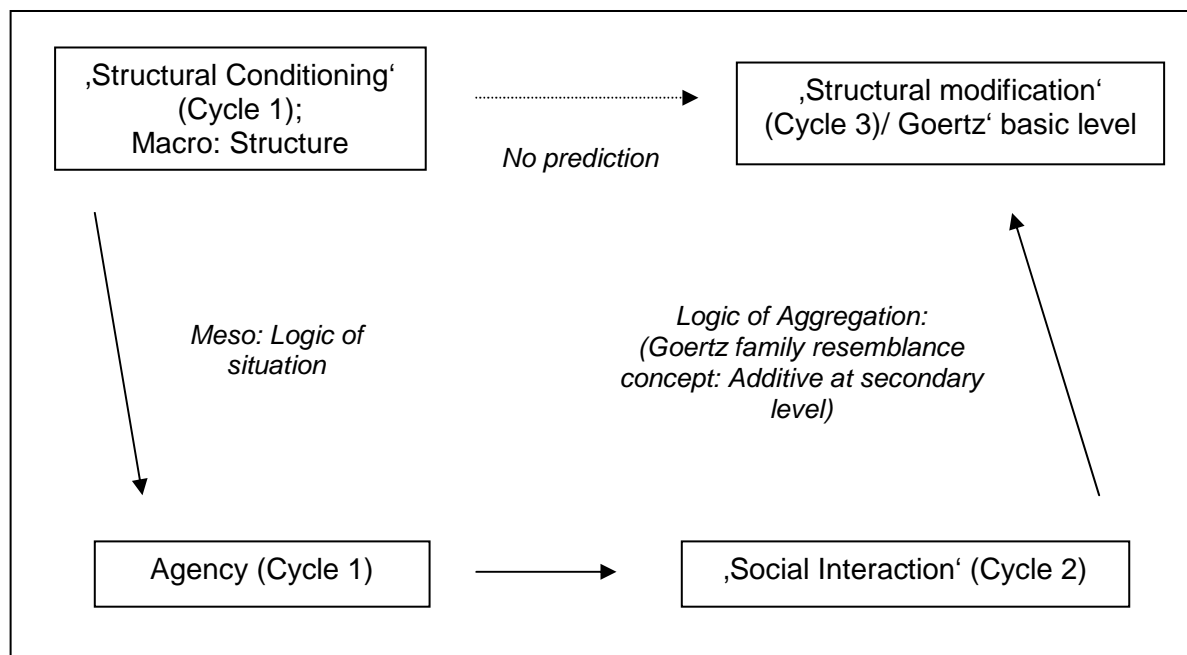 ‚Structural Conditioning‘
(Cycle 1);
Macro: Structure
‚Structural modification‘
(Cycle 3)/ Goertz‘ basic level
No prediction
Meso: Logic of
situation
Logic of Aggregation:
(Goertz family resemblance
concept: Additive at secondary
level)
Agency (Cycle 1)
‚Social Interaction‘ (Cycle 2)